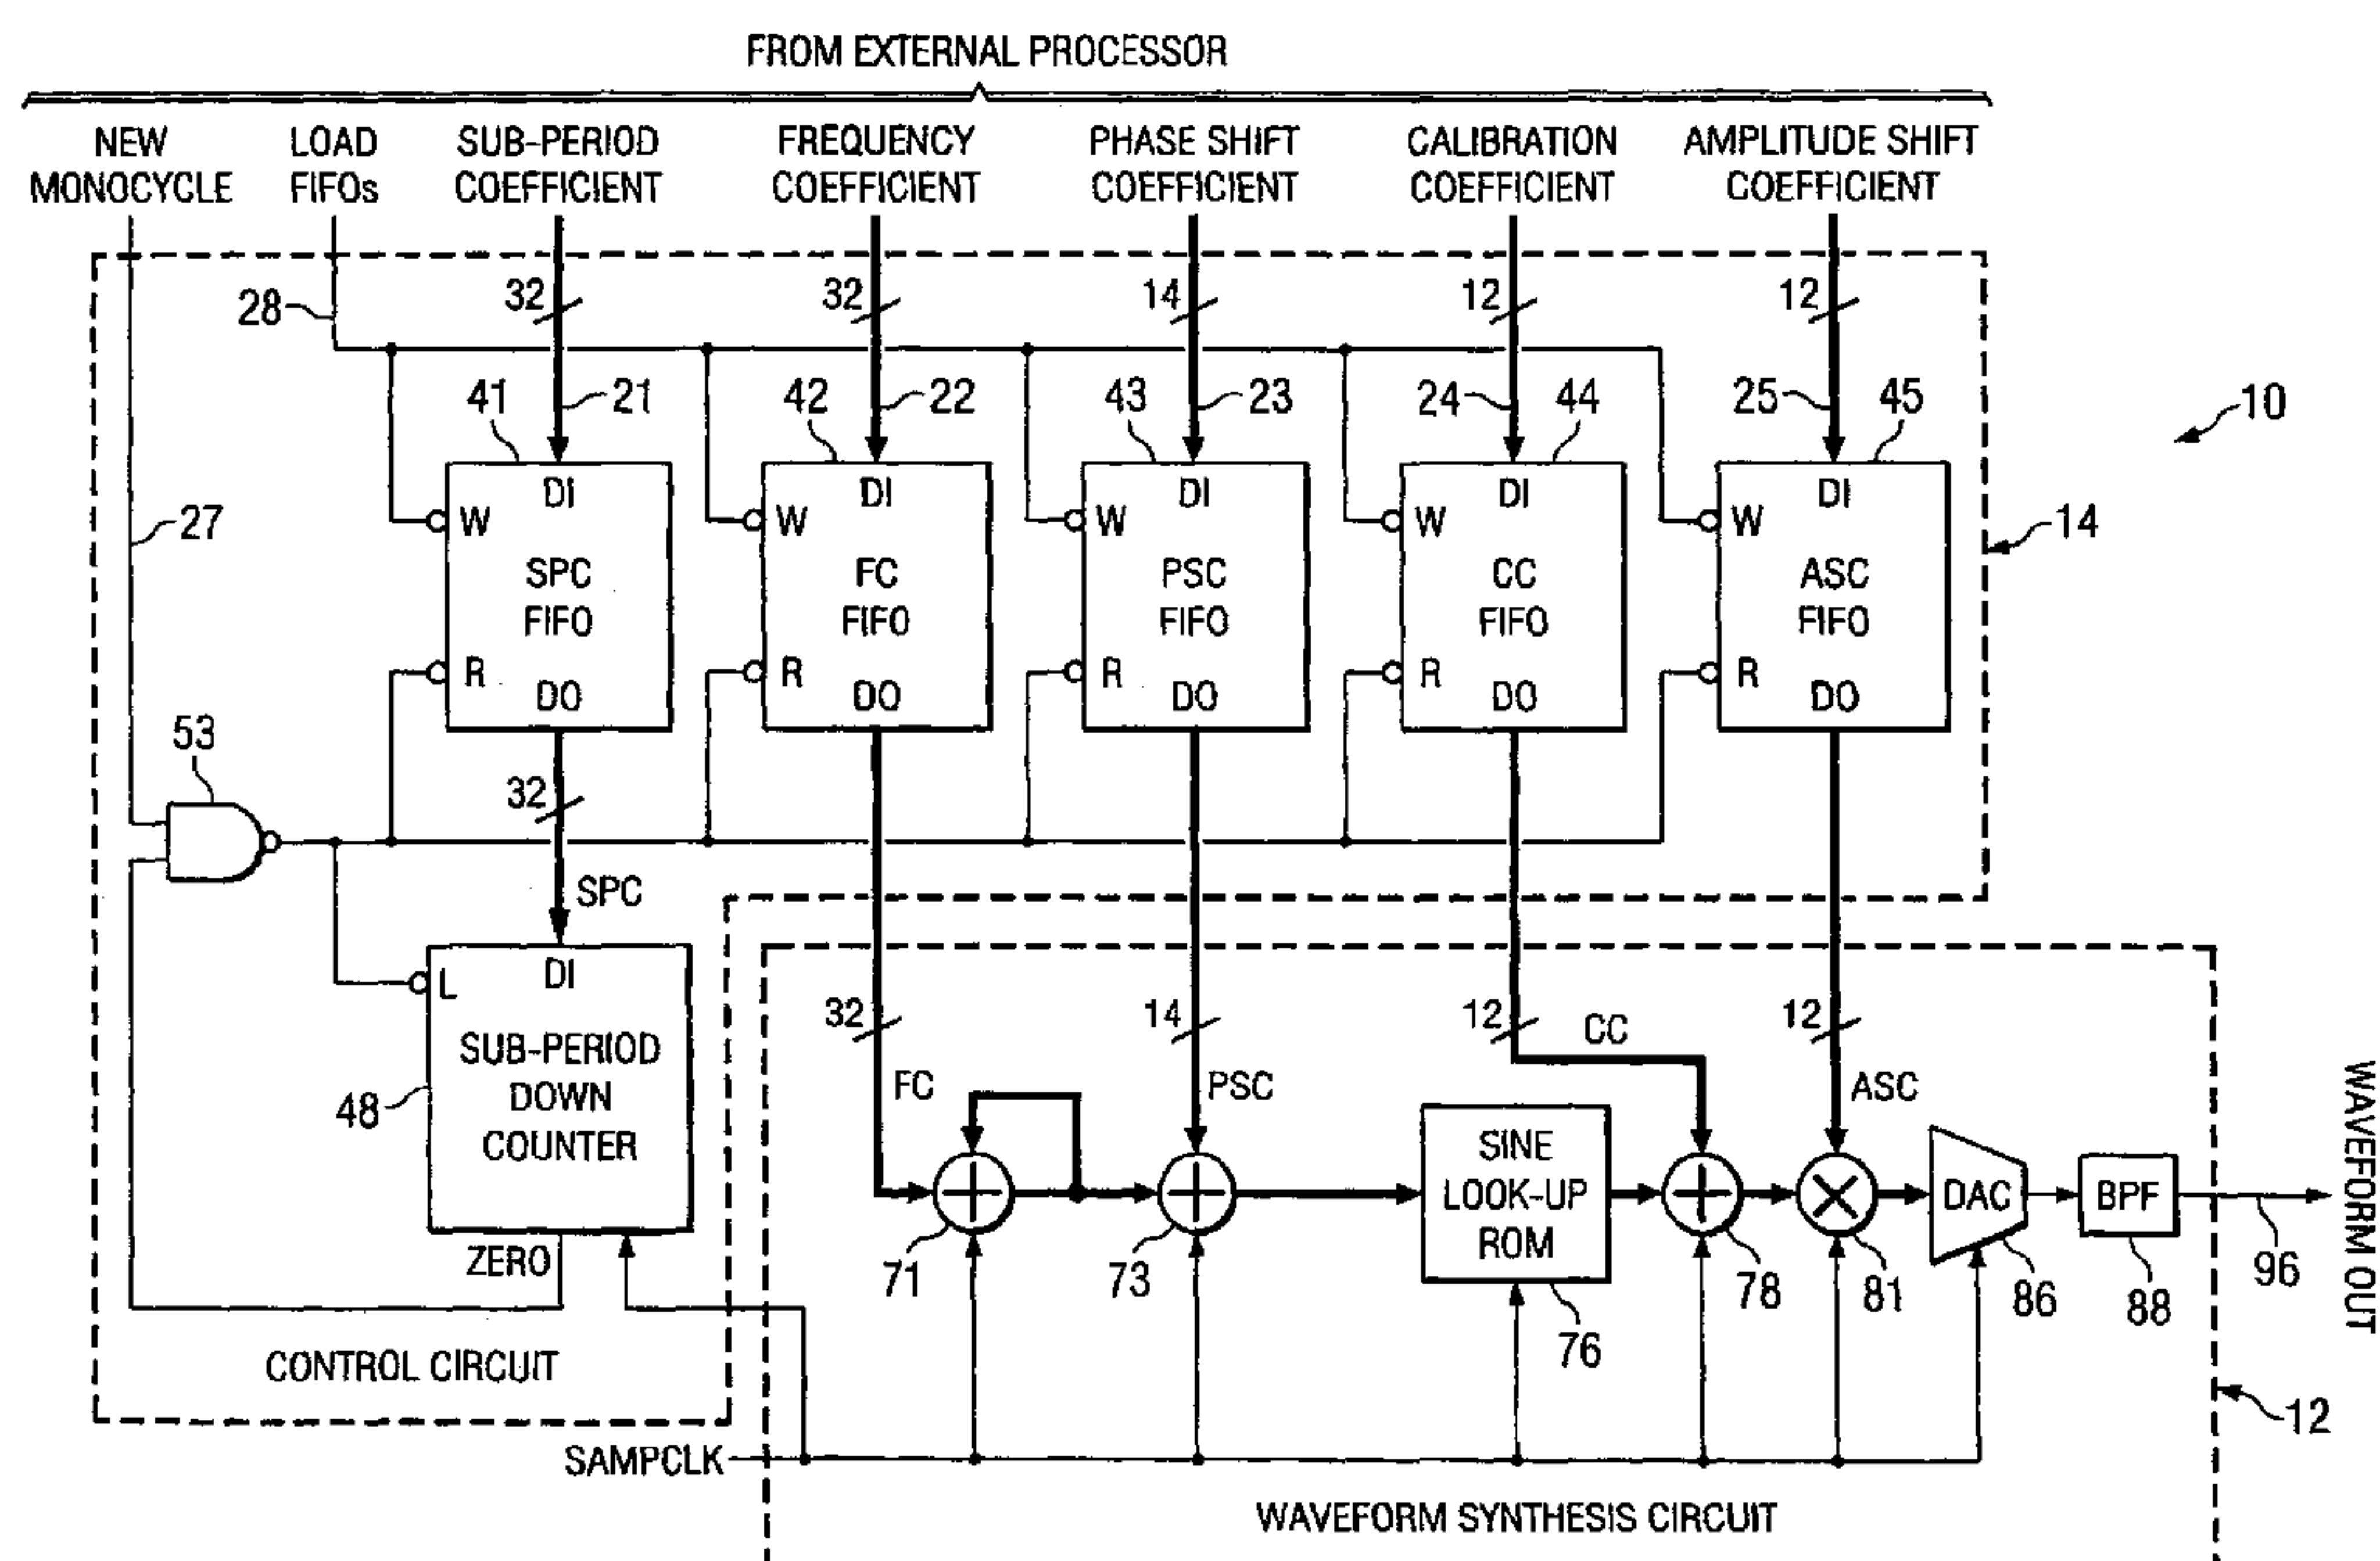 FROM EXTERNAL PROCESSOR
NEW MONOCYCLE
LOAD FIFOs
SUB-PERIOD COEFFICIENT
FREQUENCY COEFFICIENT
PHASE SHIFT COEFFICIENT
CALIBRATION COEFFICIENT
AMPLITUDE SHIFT COEFFICIENT
28
32
32
14
12
12
41
21
42
22
43
23
24
44
25
45
10
27
DI
W
SPC
FIFO
R
DO
DI
W
FC
FIFO
R
DO
DI
W
PSC
FIFO
R
DO
DI
W
CC
FIFO
R
DO
DI
W
ASC
FIFO
R
DO
14
53
32
SPC
L
DI
SUB-PERIOD
DOWN
COUNTER
48
ZERO
CONTROL CIRCUIT
32
14
12
CC
12
FC
PSC
ASC
SINE
LOOK-UP
ROM
DAC
BPF
WAVEFORM OUT
71
73
76
78
81
86
88
96
12
SAMPCLK
WAVEFORM SYNTHESIS CIRCUIT